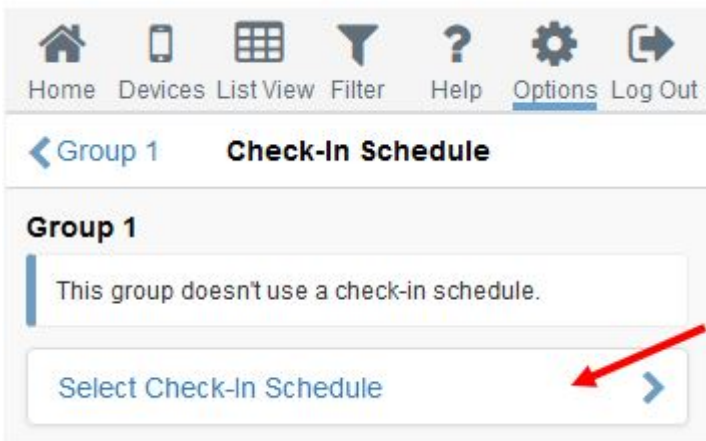 Home Devices List View Filter Help Options Log Out
Group 1 Check-In Schedule
Group 1
This group doesn't use a check-in schedule.
Select Check-In Schedule